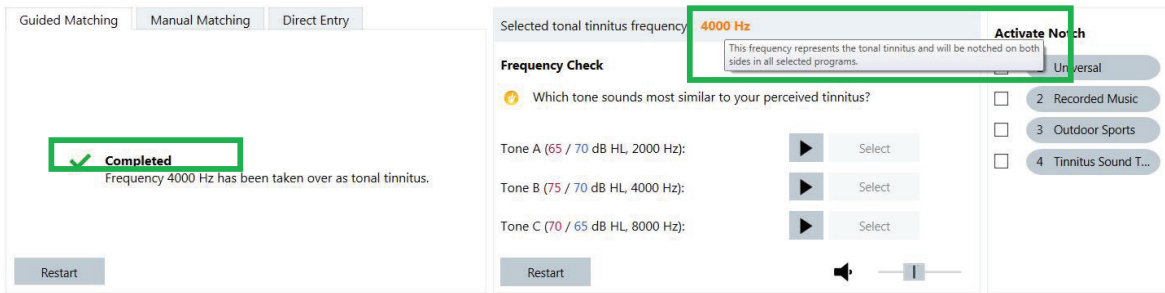 Guided Matching
Manual Matching
Direct Entry
Completed
Frequency 4000 Hz has been taken over as tonal tinnitus.
Restart
Selected tonal tinnitus frequency 4000 Hz
This frequency represents the tonal tinnitus and will be notched on both
sides in all selected programs.
Frequency Check
Which tone sounds most similar to your perceived tinnitus?
Tone A (65 / 70 dB HL, 2000 Hz):
Select
Tone B (75 / 70 dB HL, 4000 Hz):
Select
Tone C (70 / 65 dB HL, 8000 Hz):
Select
Restart
Activate Notch
Universal
2 Recorded Music
3 Outdoor Sports
4 Tinnitus Sound T...